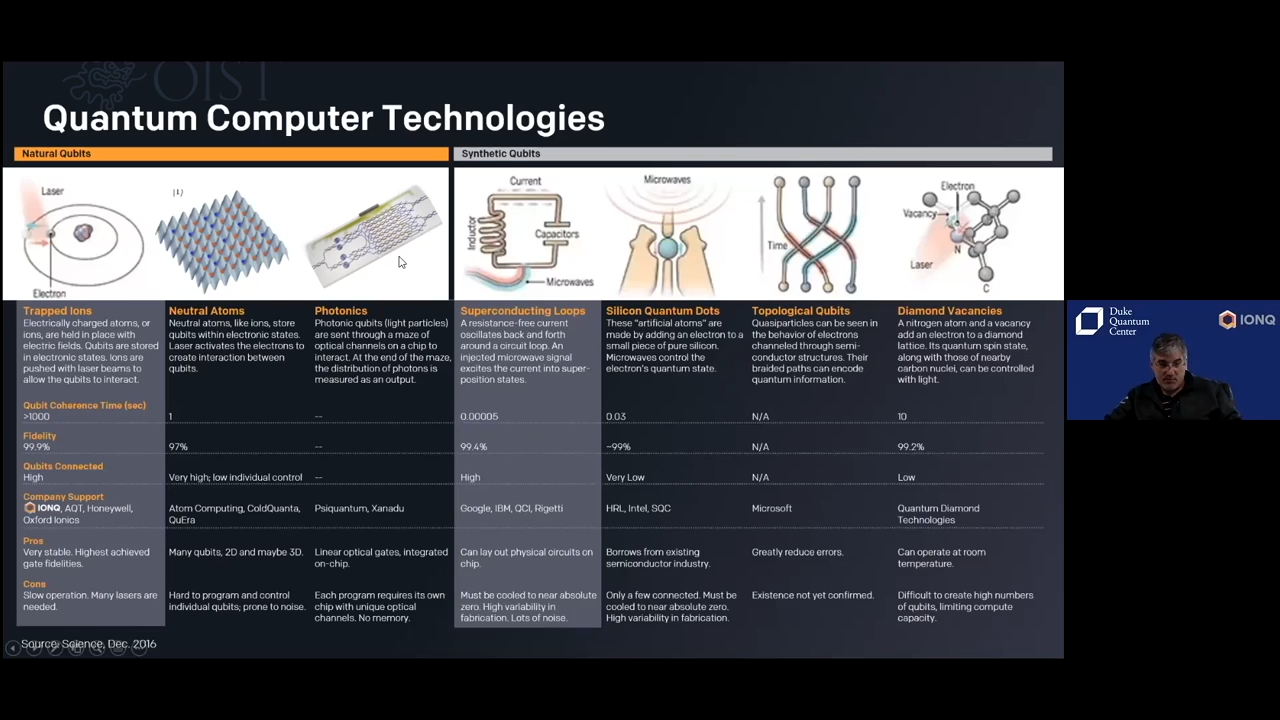 OIST
Quantum Computer Technologies
Natural Qubits
Synthetic Qubits
Laser
Electron
Current
Inductor
Capacitors
Microwaves
Microwaves
Time
Electron
Vacancy
Laser
N
C
Trapped Ions
Electrically charged atoms, or
ions, are held in place with
electric fields. Qubits are stored
in electronic states. Ions are
pushed with laser beams to
allow the qubits to interact.
Neutral Atoms
Neutral atoms, like ions, store
qubits within electronic states.
Laser activates the electrons to
create interaction between
qubits.
Photonics
Photonic qubits (light particles)
are sent through a maze of
optical channels on a chip to
interact. At the end of the maze,
the distribution of photons is
measured as an output.
Superconducting Loops
A resistance-free current
oscillates back and forth
around a circuit loop. An
injected microwave signal
excites the current into super-
position states.
Silicon Quantum Dots
These "artificial atoms" are
made by adding an electron to a
small piece of pure silicon.
Microwaves control the
electron's quantum state.
Topological Qubits
Quasiparticles can be seen in
the behavior of electrons
channeled through semi-
conductor structures. Their
braided paths can encode
quantum information.
Diamond Vacancies
A nitrogen atom and a vacancy
add an electron to a diamond
lattice. Its quantum spin state,
along with those of nearby
carbon nuclei, can be controlled
with light.
Qubit Coherence Time (sec)
>1000
1
--
0.00005
0.03
N/A
10
Fidelity
99.9%
97%
--
99.4%
~99%
N/A
99.2%
Qubits Connected
High
Very high; low individual control
--
High
Very Low
N/A
Low
Company Support
IONQ, AQT, Honeywell,
Oxford Ionics
Atom Computing, ColdQuanta,
QuEra
Psiquantum, Xanadu
Google, IBM, QCI, Rigetti
HRL, Intel, SQC
Microsoft
Quantum Diamond
Technologies
Pros
Very stable. Highest achieved
gate fidelities.
Many qubits, 2D and maybe 3D.
Linear optical gates, integrated
on-chip.
Can lay out physical circuits on
chip.
Borrows from existing
semiconductor industry.
Greatly reduce errors.
Can operate at room
temperature.
Cons
Slow operation. Many lasers are
needed.
Hard to program and control
individual qubits; prone to noise.
Each program requires its own
chip with unique optical
channels. No memory.
Must be cooled to near absolute
zero. High variability in
fabrication. Lots of noise.
Only a few connected. Must be
cooled to near absolute zero.
High variability in fabrication.
Existence not yet confirmed.
Difficult to create high numbers
of qubits, limiting compute
capacity.
Source: Science, Dec. 2016
Duke
Quantum
Center
IONQ